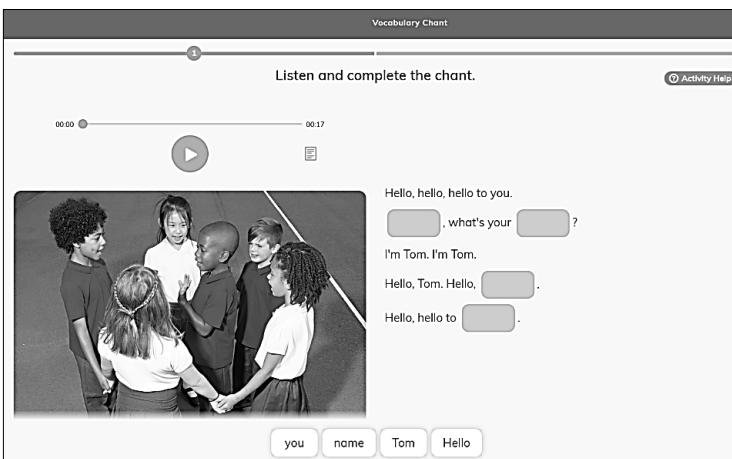 Vocabulary Chant
1
Listen and complete the chant.
Activity Help
00:00 00:17
Hello, hello, hello to you.
, what's your ?
I'm Tom. I'm Tom.
Hello, Tom. Hello, .
Hello, hello to .
you name Tom Hello